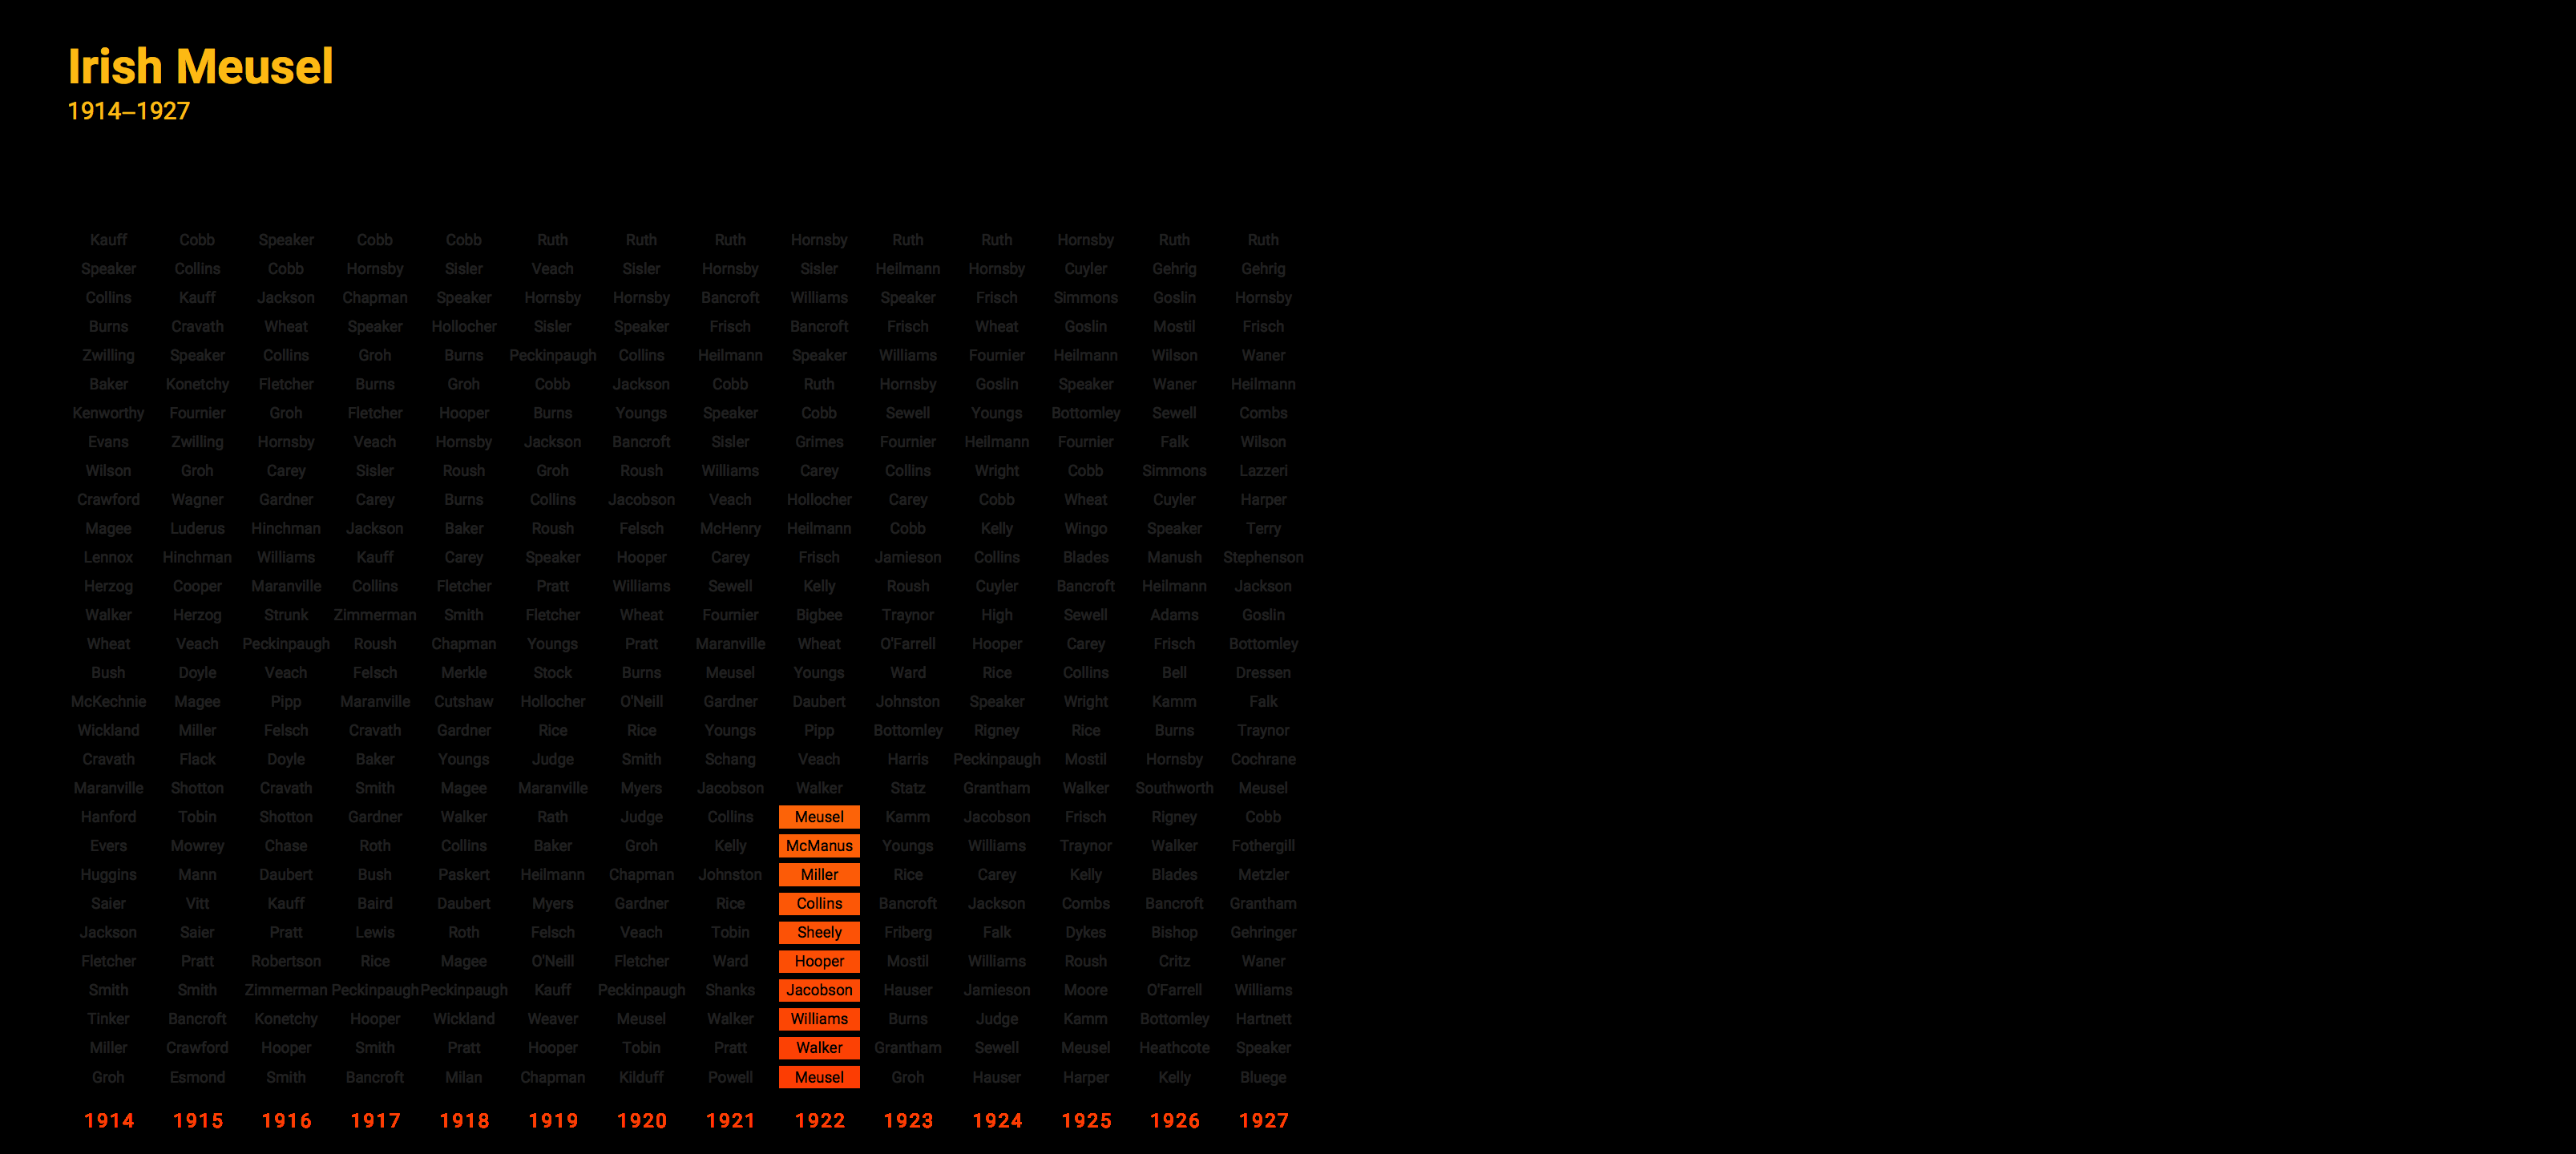 Irish Meusel
1914–1927
Kauff Cobb Speaker Cobb Cobb Ruth Ruth Ruth Hornsby Ruth Ruth Hornsby Ruth Ruth
Speaker Collins Cobb Hornsby Sisler Veach Sisler Hornsby Sisler Heilmann Hornsby Cuyler Gehrig Gehrig
Collins Kauff Jackson Chapman Speaker Hornsby Hornsby Bancroft Williams Speaker Frisch Simmons Goslin Hornsby
Burns Cravath Wheat Speaker Hollocher Sisler Speaker Frisch Bancroft Frisch Wheat Goslin Mostil Frisch
Zwilling Speaker Collins Groh Burns Peckinpaugh Collins Heilmann Speaker Williams Fournier Heilmann Wilson Waner
Baker Konetchy Fletcher Burns Groh Cobb Jackson Cobb Ruth Hornsby Goslin Speaker Waner Heilmann
Kenworthy Fournier Groh Fletcher Hooper Burns Youngs Speaker Cobb Sewell Youngs Bottomley Sewell Combs
Evans Zwilling Hornsby Veach Hornsby Jackson Bancroft Sisler Grimes Fournier Heilmann Fournier Falk Wilson
Wilson Groh Carey Sisler Roush Groh Roush Williams Carey Collins Wright Cobb Simmons Lazzeri
Crawford Wagner Gardner Carey Burns Collins Jacobson Veach Hollocher Carey Cobb Wheat Cuyler Harper
Magee Luderus Hinchman Jackson Baker Roush Felsch McHenry Heilmann Cobb Kelly Wingo Speaker Terry
Lennox Hinchman Williams Kauff Carey Speaker Hooper Carey Frisch Jamieson Collins Blades Manush Stephenson
Herzog Cooper Maranville Collins Fletcher Pratt Williams Sewell Kelly Roush Cuyler Bancroft Heilmann Jackson
Walker Herzog Strunk Zimmerman Smith Fletcher Wheat Fournier Bigbee Traynor High Sewell Adams Goslin
Wheat Veach Peckinpaugh Roush Chapman Youngs Pratt Maranville Wheat O'Farrell Hooper Carey Frisch Bottomley
Bush Doyle Veach Felsch Merkle Stock Burns Meusel Youngs Ward Rice Collins Bell Dressen
McKechnie Magee Pipp Maranville Cutshaw Hollocher O'Neill Gardner Daubert Johnston Speaker Wright Kamm Falk
Wickland Miller Felsch Cravath Gardner Rice Rice Youngs Pipp Bottomley Rigney Rice Burns Traynor
Cravath Flack Doyle Baker Youngs Judge Smith Schang Veach Harris Peckinpaugh Mostil Hornsby Cochrane
Maranville Shotton Cravath Smith Magee Maranville Myers Jacobson Walker Statz Grantham Walker Southworth Meusel
Hanford Tobin Shotton Gardner Walker Rath Judge Collins Meusel Kamm Jacobson Frisch Rigney Cobb
Evers Mowrey Chase Roth Collins Baker Groh Kelly McManus Youngs Williams Traynor Walker Fothergill
Huggins Mann Daubert Bush Paskert Heilmann Chapman Johnston Miller Rice Carey Kelly Blades Metzler
Saier Vitt Kauff Baird Daubert Myers Gardner Rice Collins Bancroft Jackson Combs Bancroft Grantham
Jackson Saier Pratt Lewis Roth Felsch Veach Tobin Sheely Friberg Falk Dykes Bishop Gehringer
Fletcher Pratt Robertson Rice Magee O'Neill Fletcher Ward Hooper Mostil Williams Roush Critz Waner
Smith Smith Zimmerman Peckinpaugh Peckinpaugh Kauff Peckinpaugh Shanks Jacobson Hauser Jamieson Moore O'Farrell Williams
Tinker Bancroft Konetchy Hooper Wickland Weaver Meusel Walker Williams Burns Judge Kamm Bottomley Hartnett
Miller Crawford Hooper Smith Pratt Hooper Tobin Pratt Walker Grantham Sewell Meusel Heathcote Speaker
Groh Esmond Smith Bancroft Milan Chapman Kilduff Powell Meusel Groh Hauser Harper Kelly Bluege
1914 1915 1916 1917 1918 1919 1920 1921 1922 1923 1924 1925 1926 1927